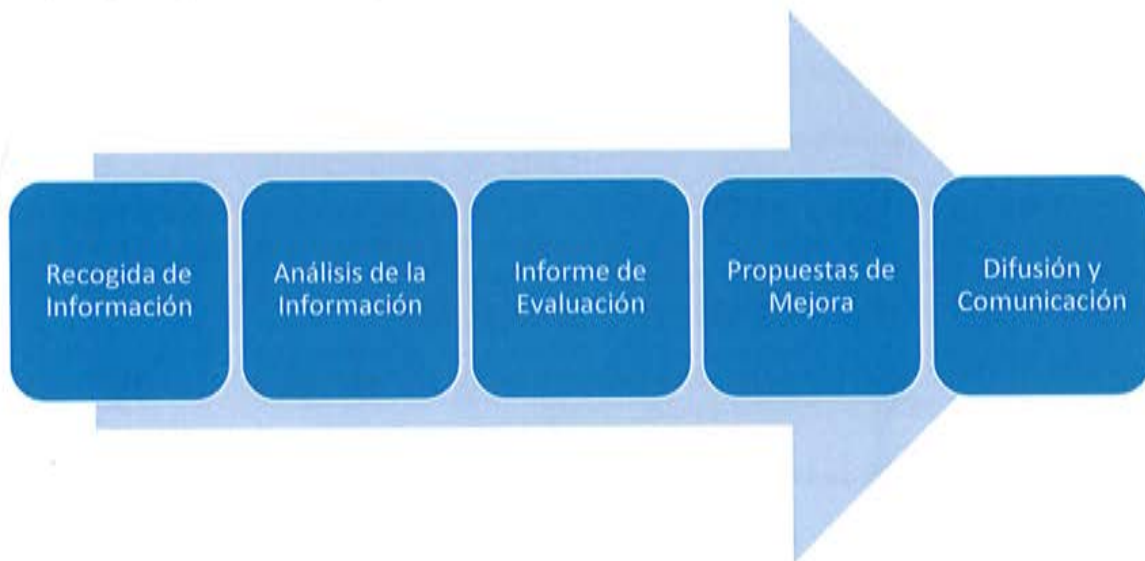 Recogida de
Información
Análisis de la
Información
Informe de
Evaluación
Propuestas de
Mejora
Difusión y
Comunicación